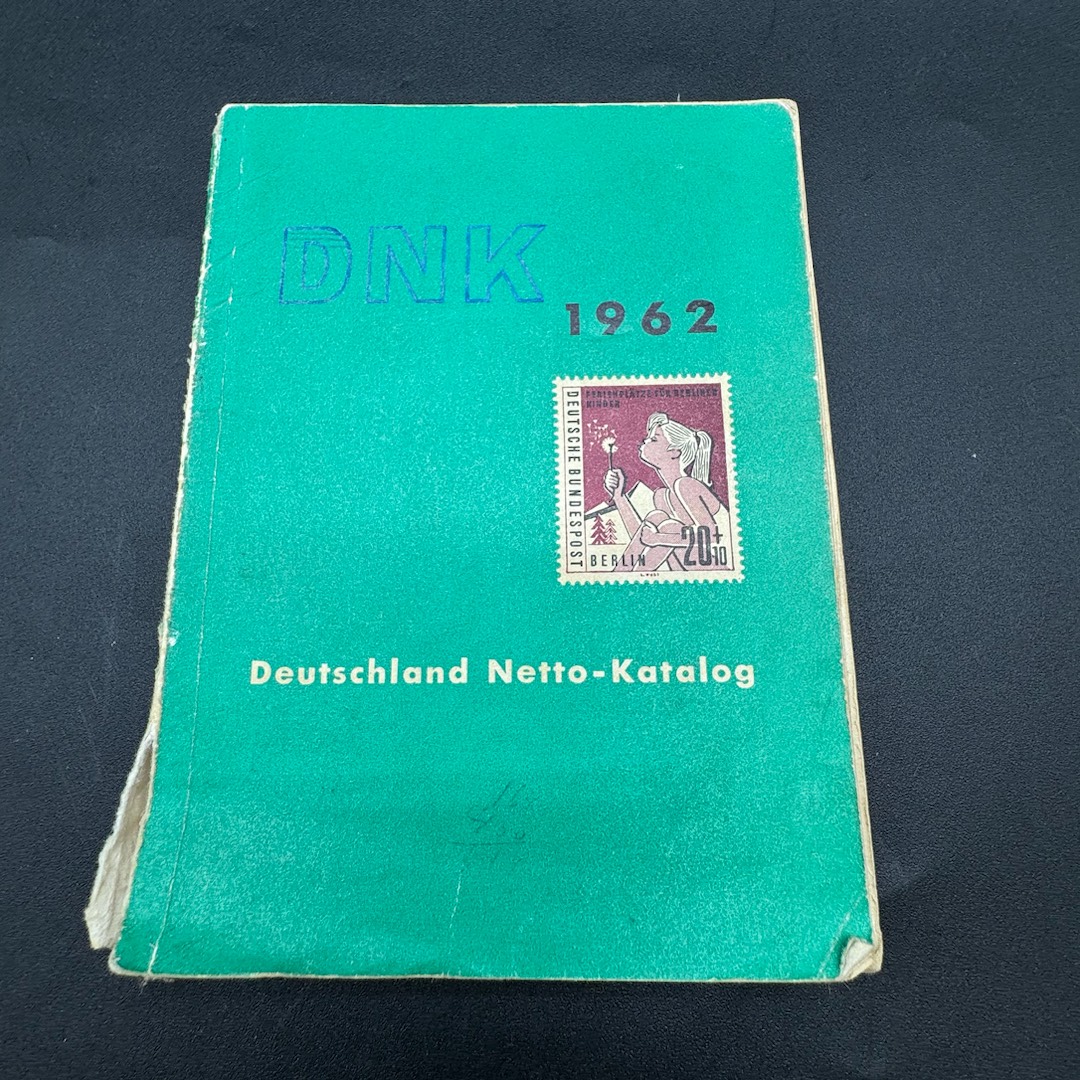 DNK
1962
FERIENPLÄTZE FÜR BERLINER
KINDER
DEUTSCHE BUNDESPOST
BERLIN
20+10
Deutschland Netto-Katalog